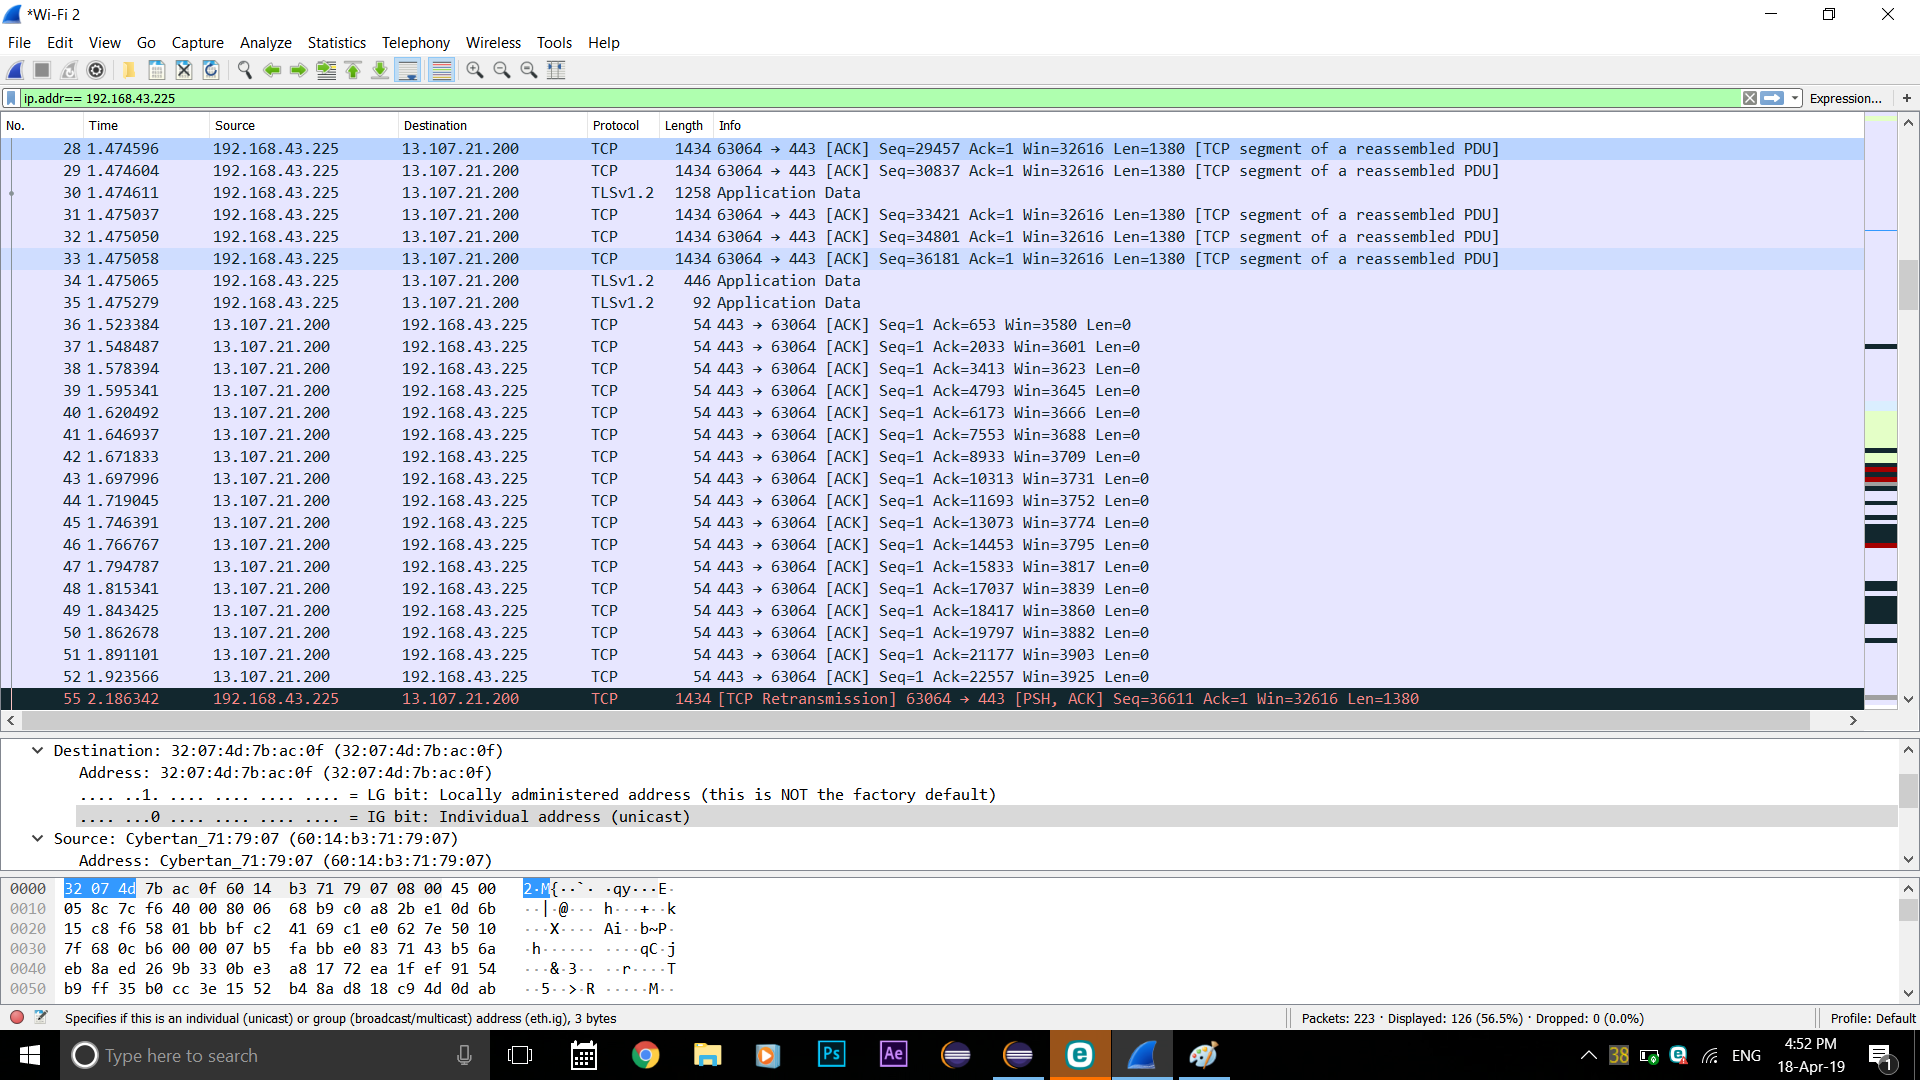 *Wi-Fi 2
File Edit View Go Capture Analyze Statistics Telephony Wireless Tools Help
ip.addr== 192.168.43.225 Expression... +
No. Time Source Destination Protocol Length Info
28 1.474596 192.168.43.225 13.107.21.200 TCP 1434 63064 → 443 [ACK] Seq=29457 Ack=1 Win=32616 Len=1380 [TCP segment of a reassembled PDU]
29 1.474604 192.168.43.225 13.107.21.200 TCP 1434 63064 → 443 [ACK] Seq=30837 Ack=1 Win=32616 Len=1380 [TCP segment of a reassembled PDU]
30 1.474611 192.168.43.225 13.107.21.200 TLSv1.2 1258 Application Data
31 1.475037 192.168.43.225 13.107.21.200 TCP 1434 63064 → 443 [ACK] Seq=33421 Ack=1 Win=32616 Len=1380 [TCP segment of a reassembled PDU]
32 1.475050 192.168.43.225 13.107.21.200 TCP 1434 63064 → 443 [ACK] Seq=34801 Ack=1 Win=32616 Len=1380 [TCP segment of a reassembled PDU]
33 1.475058 192.168.43.225 13.107.21.200 TCP 1434 63064 → 443 [ACK] Seq=36181 Ack=1 Win=32616 Len=1380 [TCP segment of a reassembled PDU]
34 1.475065 192.168.43.225 13.107.21.200 TLSv1.2 446 Application Data
35 1.475279 192.168.43.225 13.107.21.200 TLSv1.2 92 Application Data
36 1.523384 13.107.21.200 192.168.43.225 TCP 54 443 → 63064 [ACK] Seq=1 Ack=653 Win=3580 Len=0
37 1.548487 13.107.21.200 192.168.43.225 TCP 54 443 → 63064 [ACK] Seq=1 Ack=2033 Win=3601 Len=0
38 1.578394 13.107.21.200 192.168.43.225 TCP 54 443 → 63064 [ACK] Seq=1 Ack=3413 Win=3623 Len=0
39 1.595341 13.107.21.200 192.168.43.225 TCP 54 443 → 63064 [ACK] Seq=1 Ack=4793 Win=3645 Len=0
40 1.620492 13.107.21.200 192.168.43.225 TCP 54 443 → 63064 [ACK] Seq=1 Ack=6173 Win=3666 Len=0
41 1.646937 13.107.21.200 192.168.43.225 TCP 54 443 → 63064 [ACK] Seq=1 Ack=7553 Win=3688 Len=0
42 1.671833 13.107.21.200 192.168.43.225 TCP 54 443 → 63064 [ACK] Seq=1 Ack=8933 Win=3709 Len=0
43 1.697996 13.107.21.200 192.168.43.225 TCP 54 443 → 63064 [ACK] Seq=1 Ack=10313 Win=3731 Len=0
44 1.719045 13.107.21.200 192.168.43.225 TCP 54 443 → 63064 [ACK] Seq=1 Ack=11693 Win=3752 Len=0
45 1.746391 13.107.21.200 192.168.43.225 TCP 54 443 → 63064 [ACK] Seq=1 Ack=13073 Win=3774 Len=0
46 1.766767 13.107.21.200 192.168.43.225 TCP 54 443 → 63064 [ACK] Seq=1 Ack=14453 Win=3795 Len=0
47 1.794787 13.107.21.200 192.168.43.225 TCP 54 443 → 63064 [ACK] Seq=1 Ack=15833 Win=3817 Len=0
48 1.815341 13.107.21.200 192.168.43.225 TCP 54 443 → 63064 [ACK] Seq=1 Ack=17037 Win=3839 Len=0
49 1.843425 13.107.21.200 192.168.43.225 TCP 54 443 → 63064 [ACK] Seq=1 Ack=18417 Win=3860 Len=0
50 1.862678 13.107.21.200 192.168.43.225 TCP 54 443 → 63064 [ACK] Seq=1 Ack=19797 Win=3882 Len=0
51 1.891101 13.107.21.200 192.168.43.225 TCP 54 443 → 63064 [ACK] Seq=1 Ack=21177 Win=3903 Len=0
52 1.923566 13.107.21.200 192.168.43.225 TCP 54 443 → 63064 [ACK] Seq=1 Ack=22557 Win=3925 Len=0
55 2.186342 192.168.43.225 13.107.21.200 TCP 1434 [TCP Retransmission] 63064 → 443 [PSH, ACK] Seq=36611 Ack=1 Win=32616 Len=1380
Destination: 32:07:4d:7b:ac:0f (32:07:4d:7b:ac:0f)
Address: 32:07:4d:7b:ac:0f (32:07:4d:7b:ac:0f)
.... ..1. .... .... .... .... = LG bit: Locally administered address (this is NOT the factory default)
.... ...0 .... .... .... .... = IG bit: Individual address (unicast)
Source: Cybertan_71:79:07 (60:14:b3:71:79:07)
Address: Cybertan_71:79:07 (60:14:b3:71:79:07)
0000 32 07 4d 7b ac 0f 60 14 b3 71 79 07 08 00 45 00 2·M{··`· ·qy···E·
0010 05 8c 7c f6 40 00 80 06 68 b9 c0 a8 2b e1 0d 6b ··|·@··· h···+··k
0020 15 c8 f6 58 01 bb bf c2 41 69 c1 e0 62 7e 50 10 ···X···· Ai··b~P·
0030 7f 68 0c b6 00 00 07 b5 fa bb e0 83 71 43 b5 6a ·h······ ····qC·j
0040 eb 8a ed 26 9b 33 0b e3 a8 17 72 ea 1f ef 91 54 ···&·3·· ··r····T
0050 b9 ff 35 b0 cc 3e 15 52 b4 8a d8 18 c9 4d 0d ab ··5··>·R ·····M··
Specifies if this is an individual (unicast) or group (broadcast/multicast) address (eth.ig), 3 bytes Packets: 223 · Displayed: 126 (56.5%) · Dropped: 0 (0.0%) Profile: Default
Type here to search Ps Ae 38 ENG 4:52 PM
18-Apr-19 1